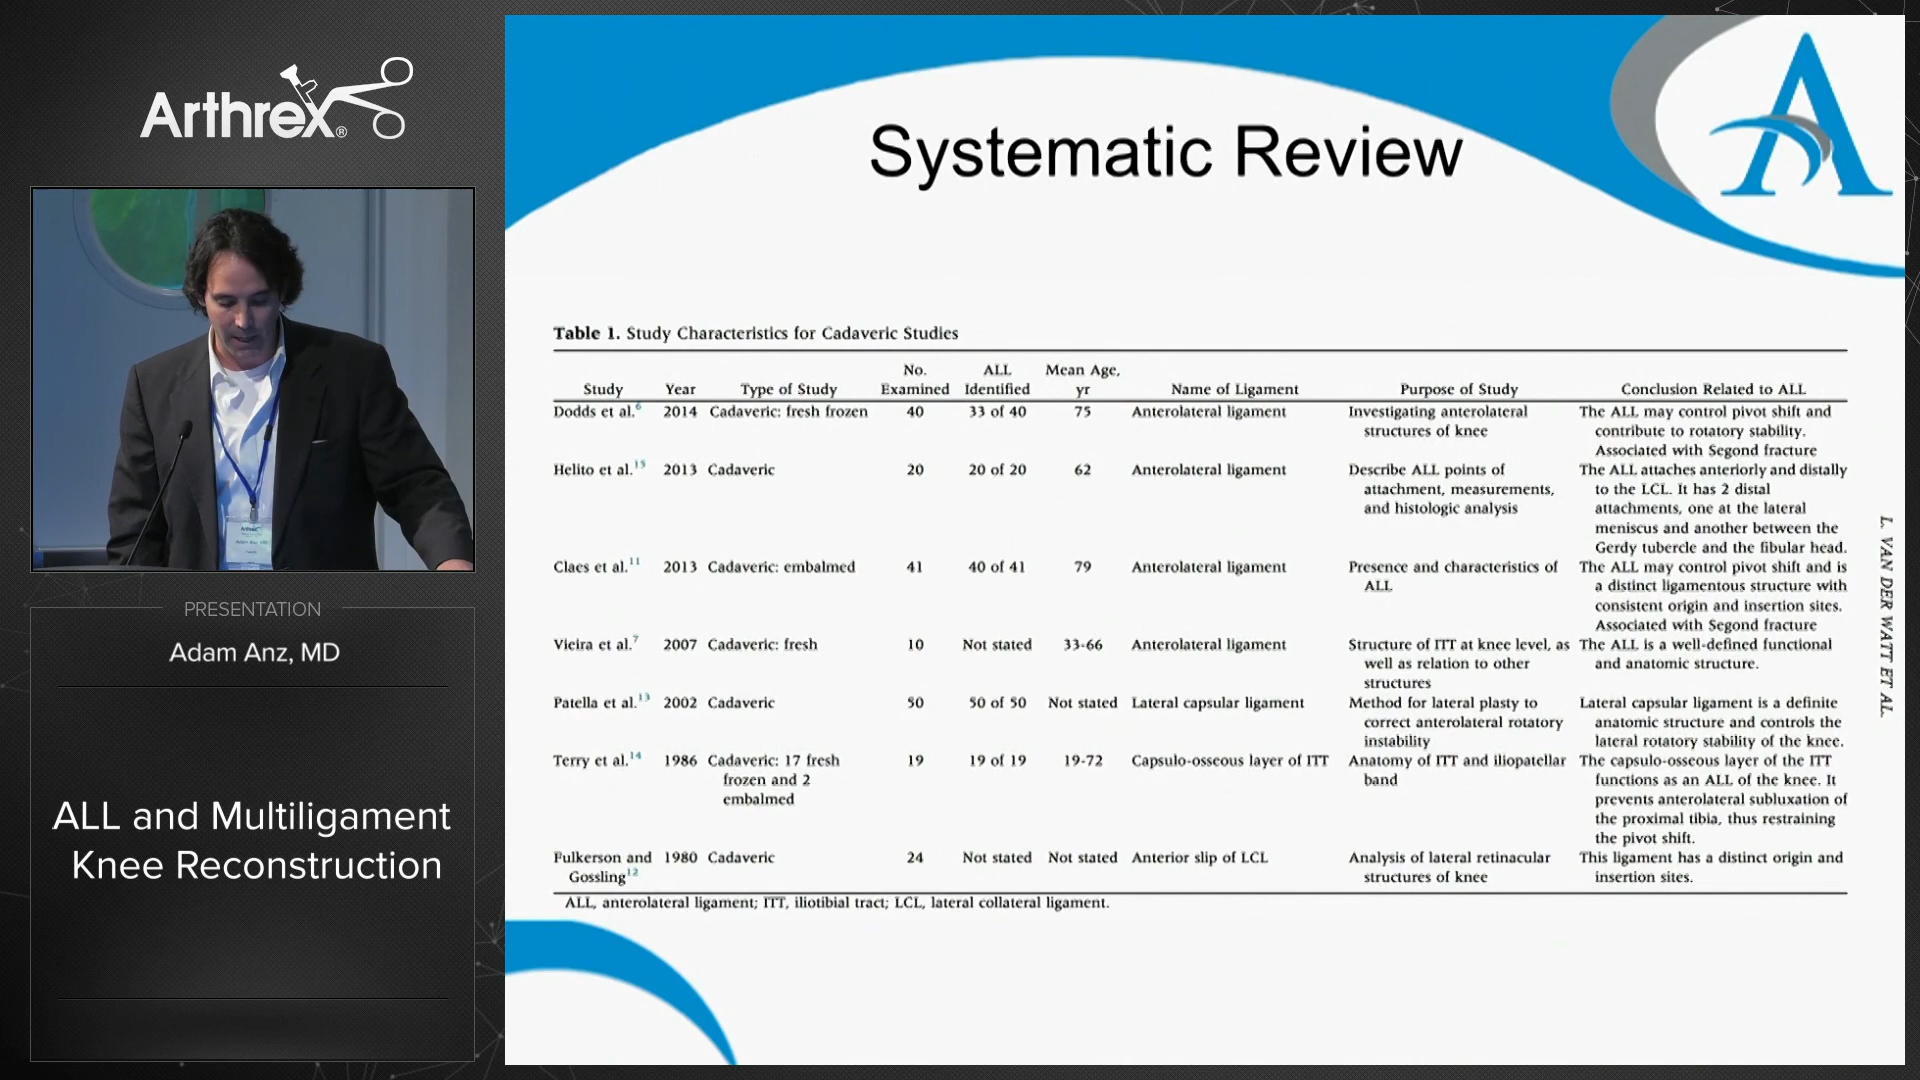 Arthrex®
PRESENTATION
Adam Anz, MD
ALL and Multiligament
Knee Reconstruction
Systematic Review
Table 1. Study Characteristics for Cadaveric Studies
Study Year Type of Study No. Examined ALL Identified Mean Age, yr Name of Ligament Purpose of Study Conclusion Related to ALL
Dodds et al.6 2014 Cadaveric: fresh frozen 40 33 of 40 75 Anterolateral ligament Investigating anterolateral The ALL may control pivot shift and
structures of knee contribute to rotatory stability.
Associated with Segond fracture
Helito et al.15 2013 Cadaveric 20 20 of 20 62 Anterolateral ligament Describe ALL points of The ALL attaches anteriorly and distally
attachment, measurements, to the LCL. It has 2 distal
and histologic analysis attachments, one at the lateral
meniscus and another between the
Gerdy tubercle and the fibular head.
Claes et al.11 2013 Cadaveric: embalmed 41 40 of 41 79 Anterolateral ligament Presence and characteristics of The ALL may control pivot shift and is
ALL a distinct ligamentous structure with
consistent origin and insertion sites.
Associated with Segond fracture
Vieira et al.7 2007 Cadaveric: fresh 10 Not stated 33-66 Anterolateral ligament Structure of ITT at knee level, as The ALL is a well-defined functional
well as relation to other and anatomic structure.
structures
Patella et al.13 2002 Cadaveric 50 50 of 50 Not stated Lateral capsular ligament Method for lateral plasty to Lateral capsular ligament is a definite
correct anterolateral rotatory anatomic structure and controls the
instability lateral rotatory stability of the knee.
Terry et al.14 1986 Cadaveric: 17 fresh 19 19 of 19 19-72 Capsulo-osseous layer of ITT Anatomy of ITT and iliopatellar The capsulo-osseous layer of the ITT
frozen and 2 band functions as an ALL of the knee. It
embalmed prevents anterolateral subluxation of
the proximal tibia, thus restraining
the pivot shift.
Fulkerson and 1980 Cadaveric 24 Not stated Not stated Anterior slip of LCL Analysis of lateral retinacular This ligament has a distinct origin and
Gossling12 structures of knee insertion sites.
ALL, anterolateral ligament; ITT, iliotibial tract; LCL, lateral collateral ligament.
L. VAN DER WATT ET AL.
Arthrex
Adam Anz, MD